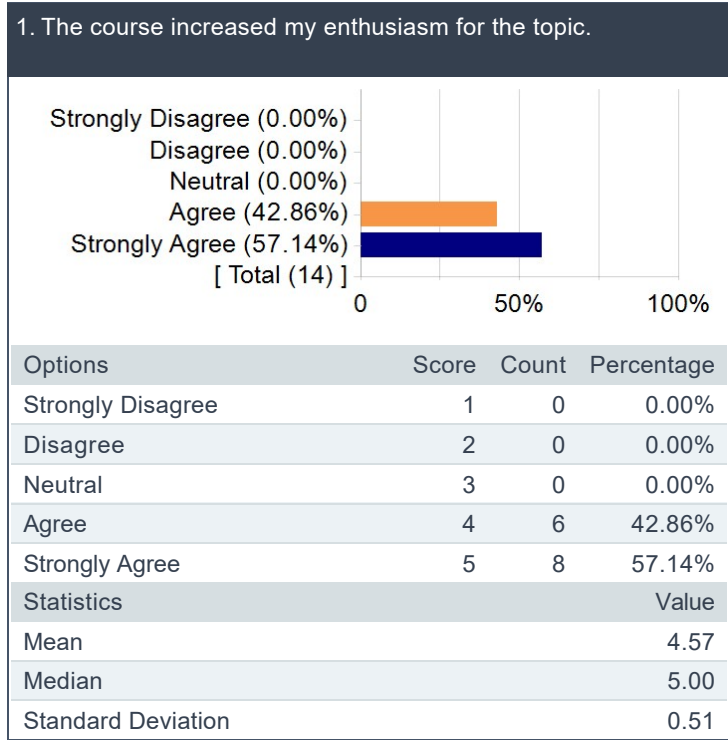 1. The course increased my enthusiasm for the topic.
Strongly Disagree (0.00%)
Disagree (0.00%)
Neutral (0.00%)
Agree (42.86%)
Strongly Agree (57.14%)
[ Total (14) ]
0 50% 100%
Options Score Count Percentage
Strongly Disagree 1 0 0.00%
Disagree 2 0 0.00%
Neutral 3 0 0.00%
Agree 4 6 42.86%
Strongly Agree 5 8 57.14%
Statistics Value
Mean 4.57
Median 5.00
Standard Deviation 0.51